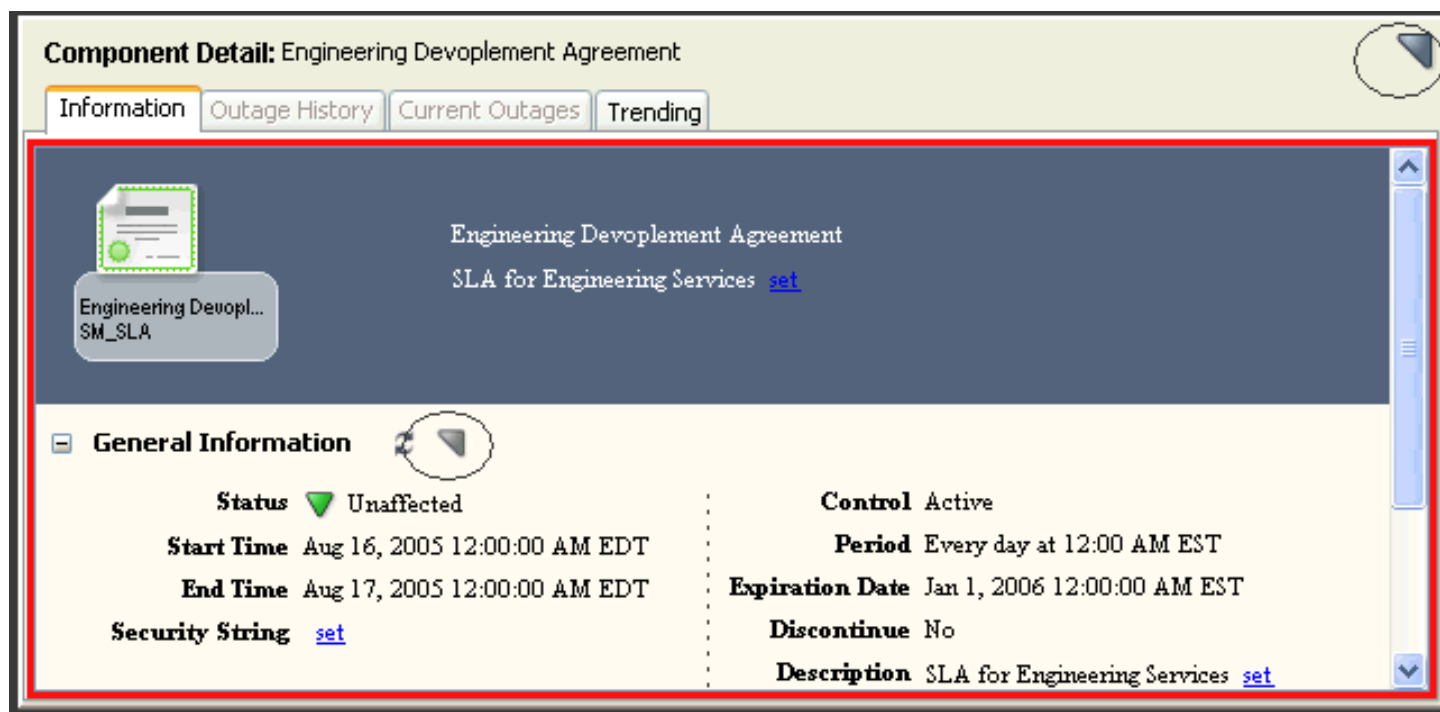 Component Detail: Engineering Devoplement Agreement
Information Outage History Current Outages Trending
Engineering Devoplement Agreement
SLA for Engineering Services set
Engineering Devopl...
SM_SLA
General Information
Status Unaffected
Start Time Aug 16, 2005 12:00:00 AM EDT
End Time Aug 17, 2005 12:00:00 AM EDT
Security String set
Control Active
Period Every day at 12:00 AM EST
Expiration Date Jan 1, 2006 12:00:00 AM EST
Discontinue No
Description SLA for Engineering Services set